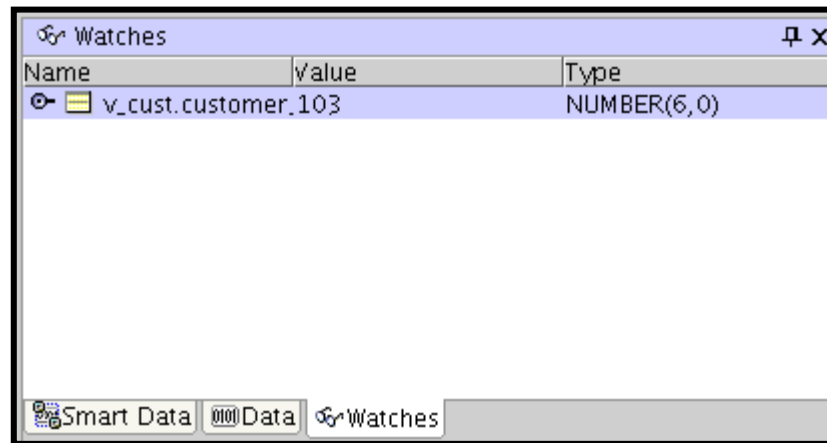 Watches
Name Value Type
v_cust.customer_ 103 NUMBER(6,0)
Smart Data Data Watches